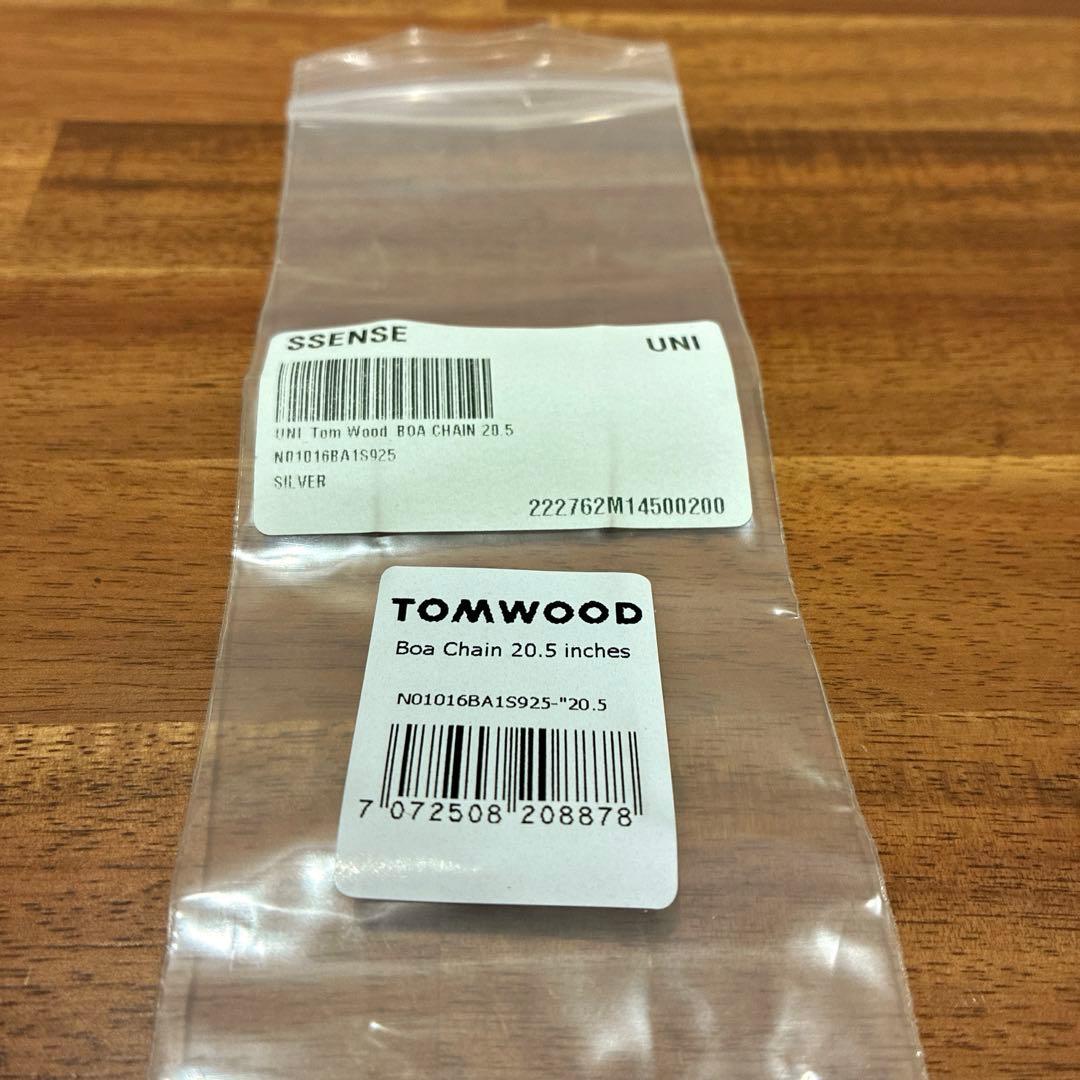 SSENSE
UNI
UNI_Tom Wood_BOA CHAIN 20.5
N01016BA1S925
SILVER
222762M14500200
TOMWOOD
Boa Chain 20.5 inches
N01016BA1S925-"20.5
7 072508 208878